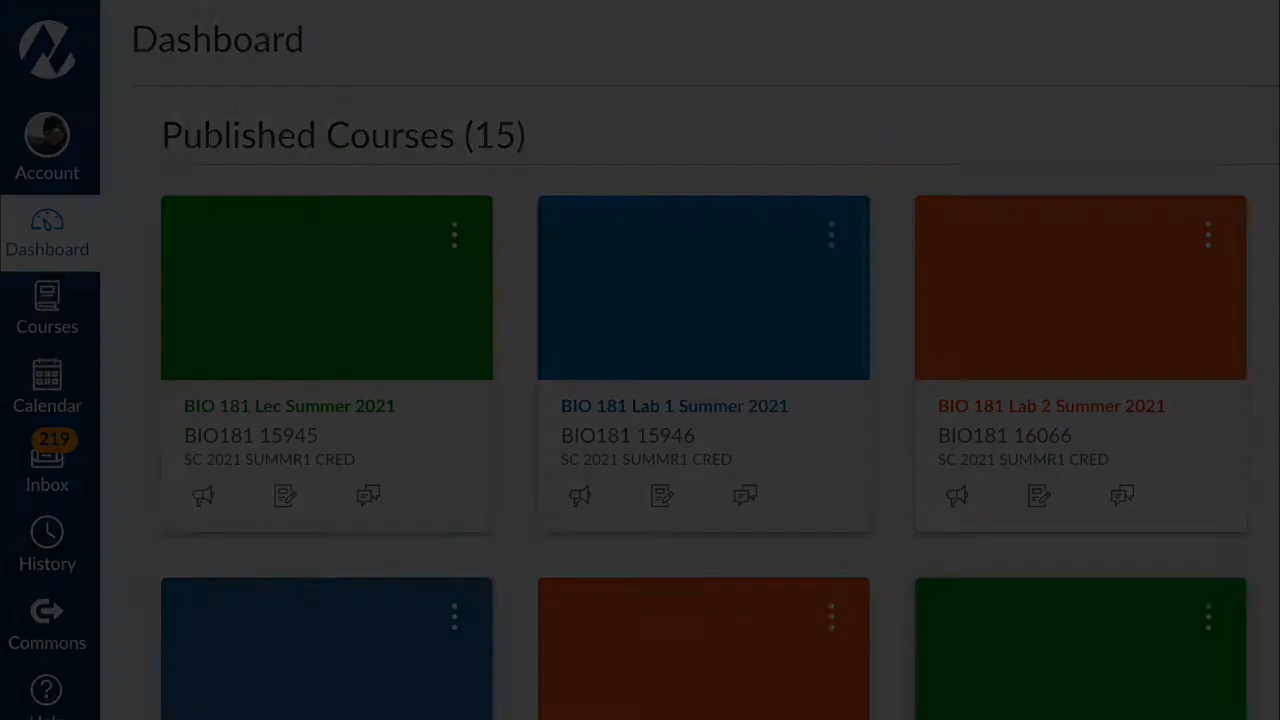 Dashboard
Published Courses (15)
Account
Dashboard
Courses
Calendar
219
Inbox
History
Commons
Help
BIO 181 Lec Summer 2021
BIO181 15945
SC 2021 SUMMR1 CRED
BIO 181 Lab 1 Summer 2021
BIO181 15946
SC 2021 SUMMR1 CRED
BIO 181 Lab 2 Summer 2021
BIO181 16066
SC 2021 SUMMR1 CRED